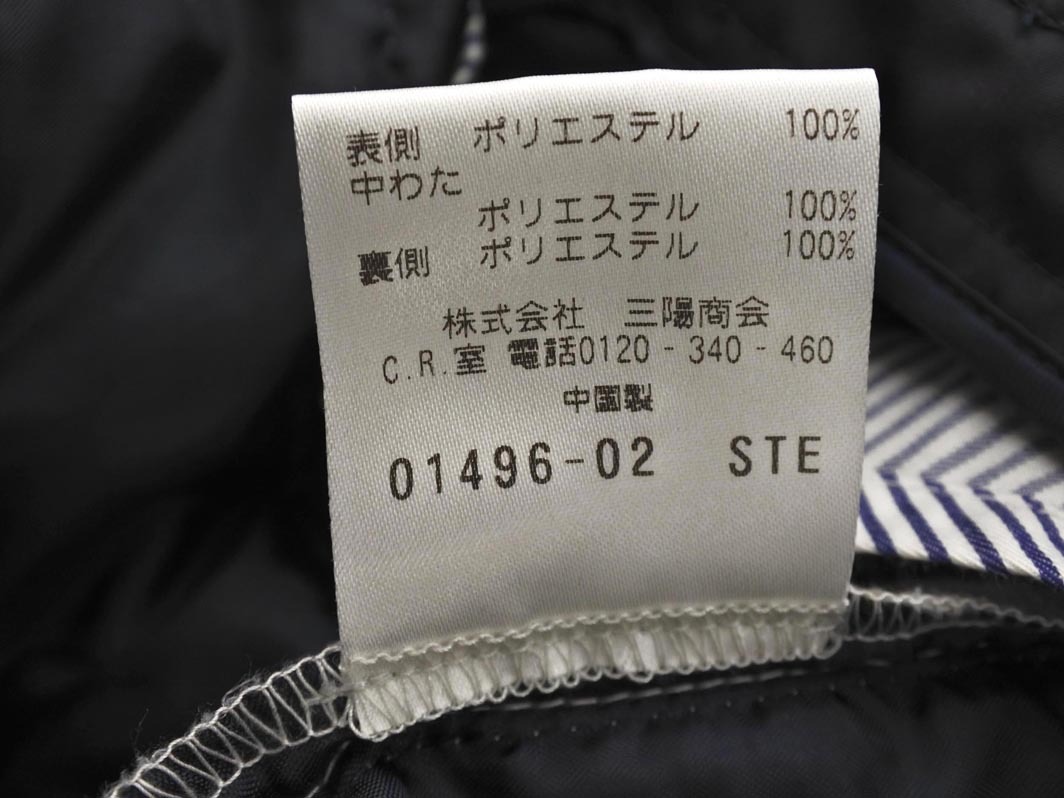 表側 ポリエステル 100%
中わた
ポリエステル 100%
裏側 ポリエステル 100%
株式会社 三陽商会
C.R.室 電話0120-340-460
中国製
01496-02 STE